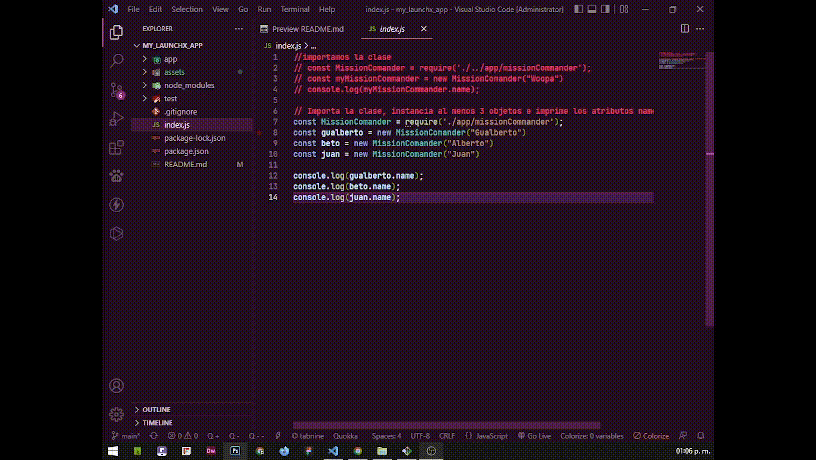 File Edit Selection View Go Run Terminal Help index.js - my_launchx_app - Visual Studio Code [Administrator]
EXPLORER ...
Preview README.md JS index.js
MY_LAUNCHX_APP
JS index.js > ...
app
assets
node_modules
test
.gitignore
JS index.js
package-lock.json
package.json
README.md M
6
1 //importamos la clase
2 // const MissionComander = require('./../app/missionCommander');
3 // const myMissionCommander = new MissionComander("Woopa")
4 // console.log(myMissionCommander.name);
5
6 // Importa la clase, instancia al menos 3 objetos e imprime los atributos name
7 const MissionComander = require('./app/missionCommander');
8 const gualberto = new MissionComander("Gualberto")
9 const beto = new MissionComander("Alberto")
10 const juan = new MissionComander("Juan")
11
12 console.log(gualberto.name);
13 console.log(beto.name);
14 console.log(juan.name);
OUTLINE
TIMELINE
main* 0 0 Q + Q - Q - - tabnine Quokka Spaces: 4 UTF-8 CRLF {} JavaScript Go Live Colorize: 0 variables Colorize
Dw Ps
01:06 p. m.